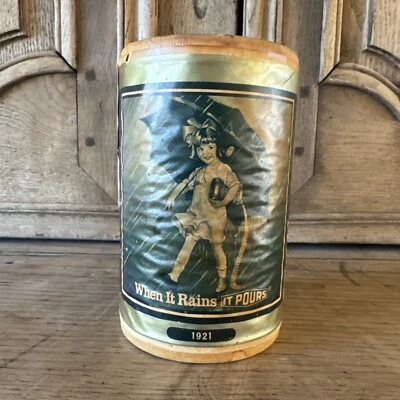 When It Rains IT POURS
1921